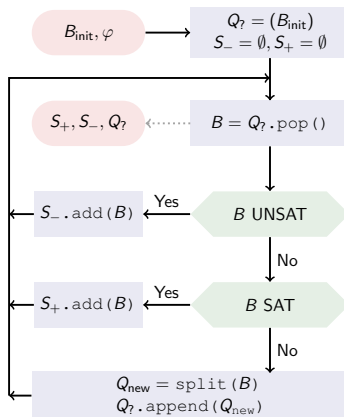 B_init, φ
Q_? = (B_init)
S_− = ∅, S_+ = ∅
S_+, S_−, Q_?
B = Q_?.pop()
S_−.add(B)
Yes
B UNSAT
No
S_+.add(B)
Yes
B SAT
No
Q_new = split(B)
Q_?.append(Q_new)